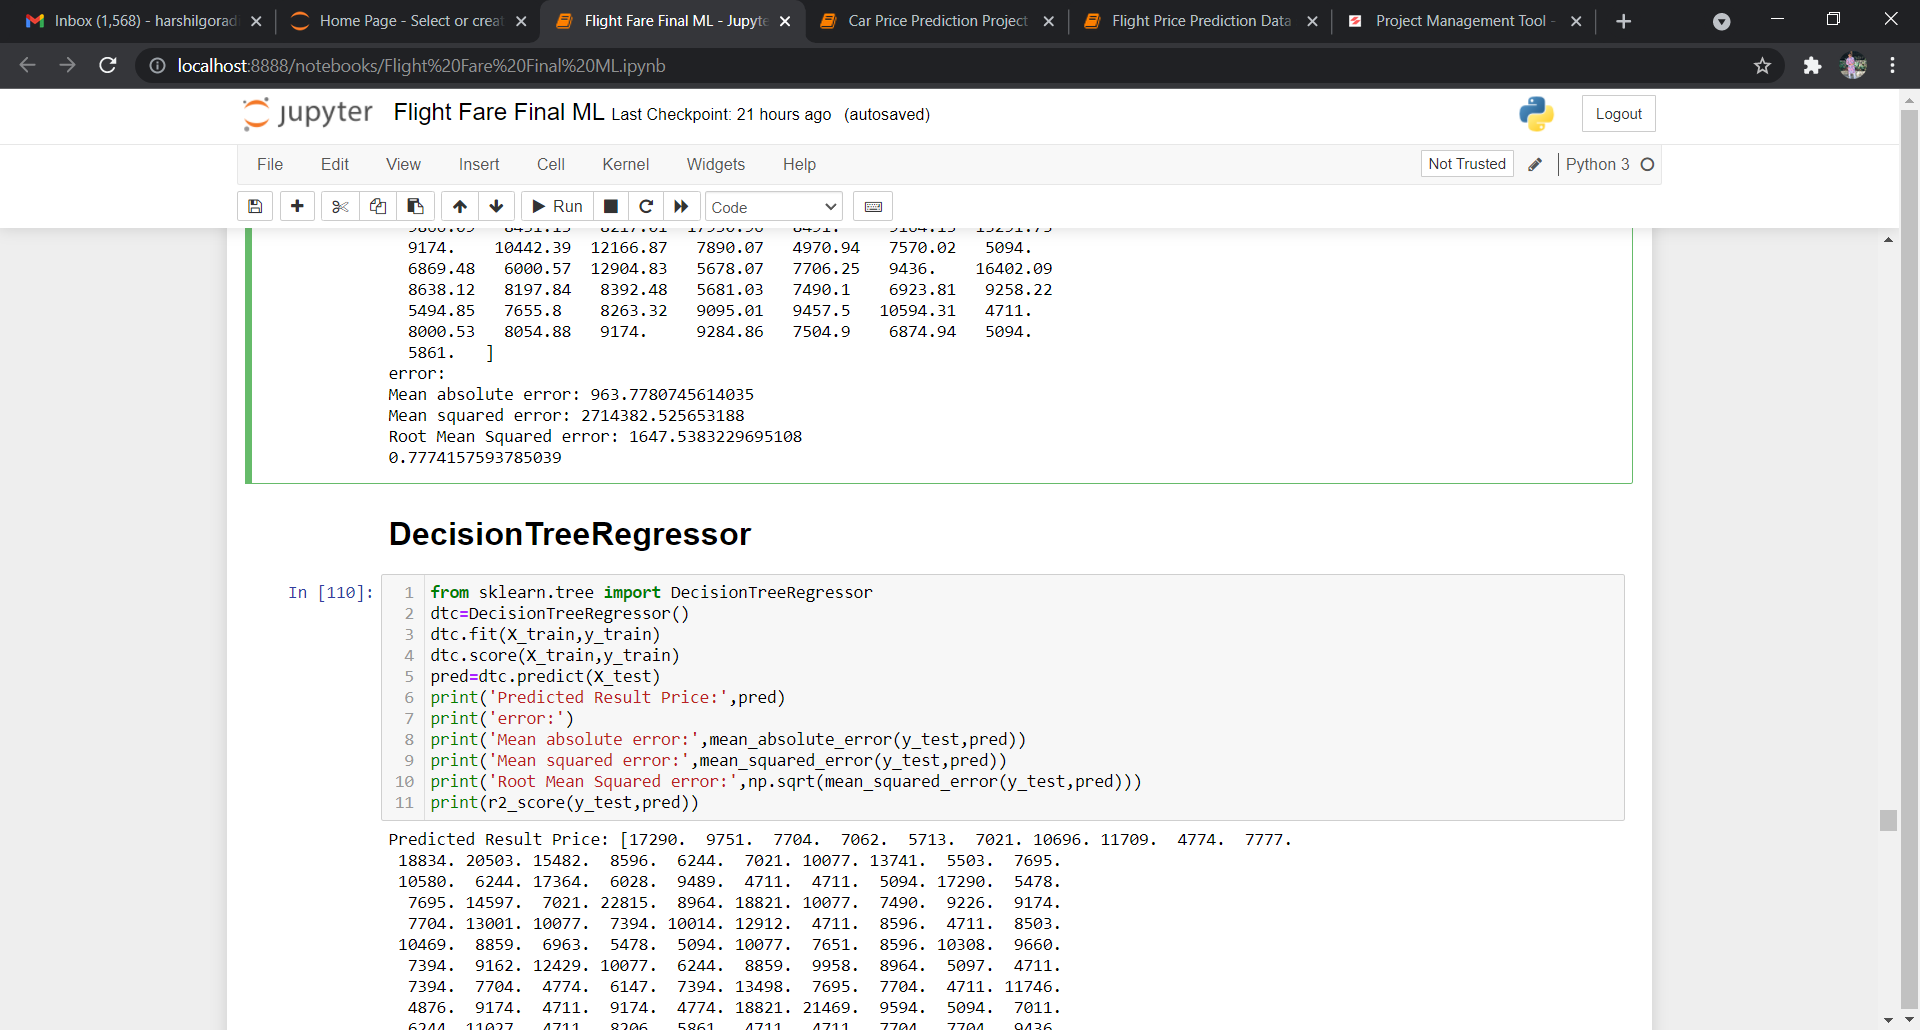 Inbox (1,568) - harshilgoradi
Home Page - Select or creat
Flight Fare Final ML - Jupyte
Car Price Prediction Project
Flight Price Prediction Data
Project Management Tool -
localhost:8888/notebooks/Flight%20Fare%20Final%20ML.ipynb
jupyter Flight Fare Final ML Last Checkpoint: 21 hours ago (autosaved)
Logout
File Edit View Insert Cell Kernel Widgets Help
Not Trusted Python 3
Run Code
9174. 10442.39 12166.87 7890.07 4970.94 7570.02 5094.
6869.48 6000.57 12904.83 5678.07 7706.25 9436. 16402.09
8638.12 8197.84 8392.48 5681.03 7490.1 6923.81 9258.22
5494.85 7655.8 8263.32 9095.01 9457.5 10594.31 4711.
8000.53 8054.88 9174. 9284.86 7504.9 6874.94 5094.
5861. ]
error:
Mean absolute error: 963.7780745614035
Mean squared error: 2714382.525653188
Root Mean Squared error: 1647.5383229695108
0.7774157593785039
DecisionTreeRegressor
In [110]:
1 from sklearn.tree import DecisionTreeRegressor
2 dtc=DecisionTreeRegressor()
3 dtc.fit(X_train,y_train)
4 dtc.score(X_train,y_train)
5 pred=dtc.predict(X_test)
6 print('Predicted Result Price:',pred)
7 print('error:')
8 print('Mean absolute error:',mean_absolute_error(y_test,pred))
9 print('Mean squared error:',mean_squared_error(y_test,pred))
10 print('Root Mean Squared error:',np.sqrt(mean_squared_error(y_test,pred)))
11 print(r2_score(y_test,pred))
Predicted Result Price: [17290. 9751. 7704. 7062. 5713. 7021. 10696. 11709. 4774. 7777.
18834. 20503. 15482. 8596. 6244. 7021. 10077. 13741. 5503. 7695.
10580. 6244. 17364. 6028. 9489. 4711. 4711. 5094. 17290. 5478.
7695. 14597. 7021. 22815. 8964. 18821. 10077. 7490. 9226. 9174.
7704. 13001. 10077. 7394. 10014. 12912. 4711. 8596. 4711. 8503.
10469. 8859. 6963. 5478. 5094. 10077. 7651. 8596. 10308. 9660.
7394. 9162. 12429. 10077. 6244. 8859. 9958. 8964. 5097. 4711.
7394. 7704. 4774. 6147. 7394. 13498. 7695. 7704. 4711. 11746.
4876. 9174. 4711. 9174. 4774. 18821. 21469. 9594. 5094. 7011.
6244. 11027. 4711. 8206. 5861. 4711. 4711. 7704. 7704. 9436.